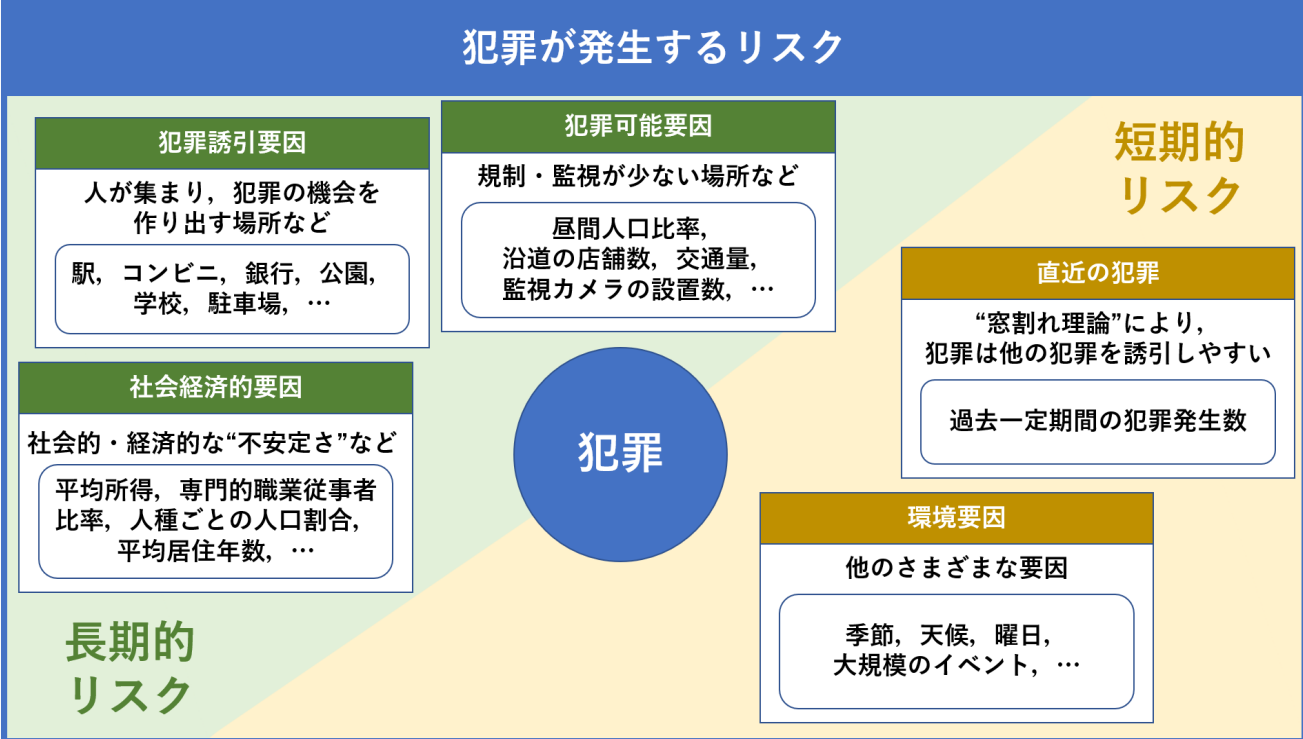 犯罪が発生するリスク
犯罪誘引要因
人が集まり，犯罪の機会を
作り出す場所など
駅，コンビニ，銀行，公園，
学校，駐車場，…
犯罪可能要因
規制・監視が少ない場所など
昼間人口比率，
沿道の店舗数，交通量，
監視カメラの設置数，…
短期的
リスク
直近の犯罪
“窓割れ理論”により，
犯罪は他の犯罪を誘引しやすい
過去一定期間の犯罪発生数
社会経済的要因
社会的・経済的な“不安定さ”など
平均所得，専門的職業従事者
比率，人種ごとの人口割合，
平均居住年数，…
犯罪
環境要因
他のさまざまな要因
季節，天候，曜日，
大規模のイベント，…
長期的
リスク